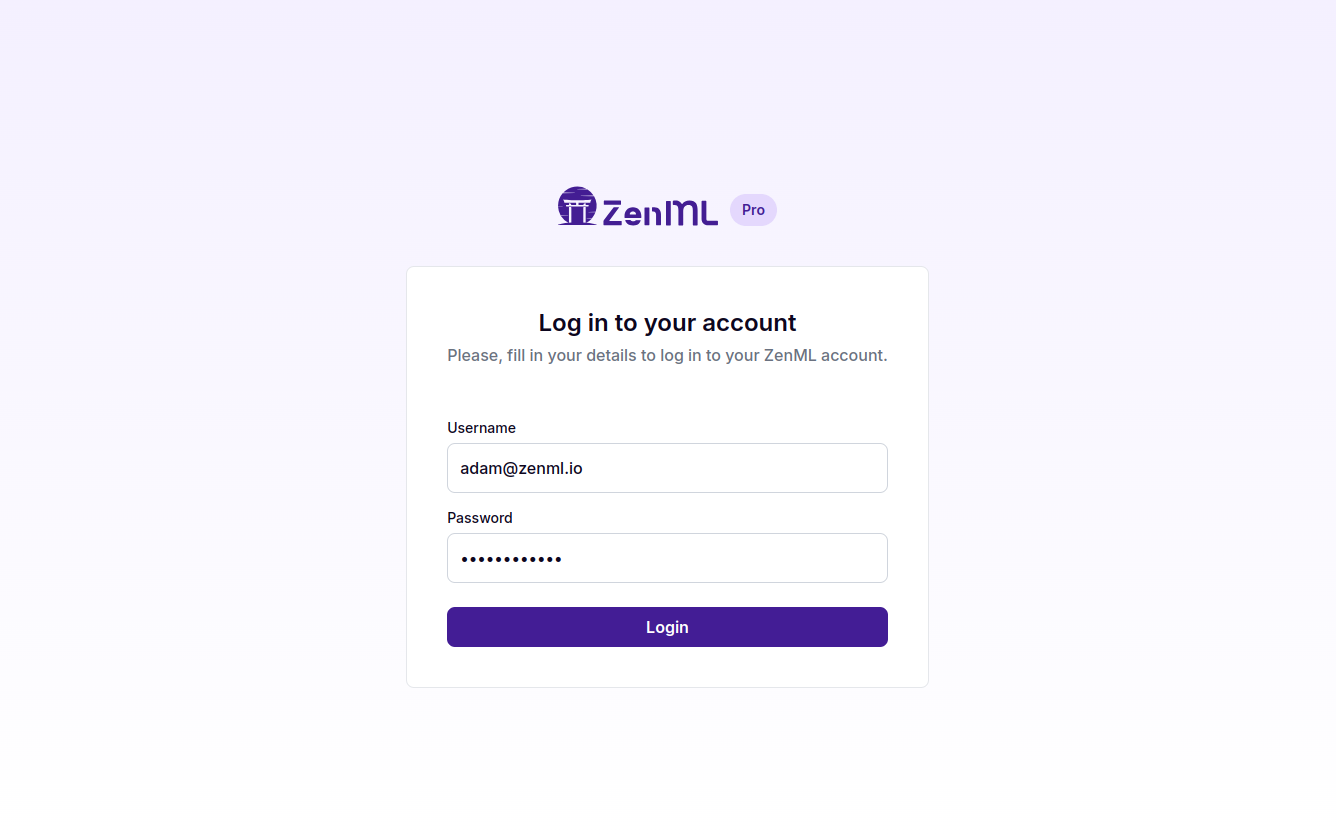 ZenML Pro
Log in to your account
Please, fill in your details to log in to your ZenML account.
Username
adam@zenml.io
Password
••••••••••••
Login